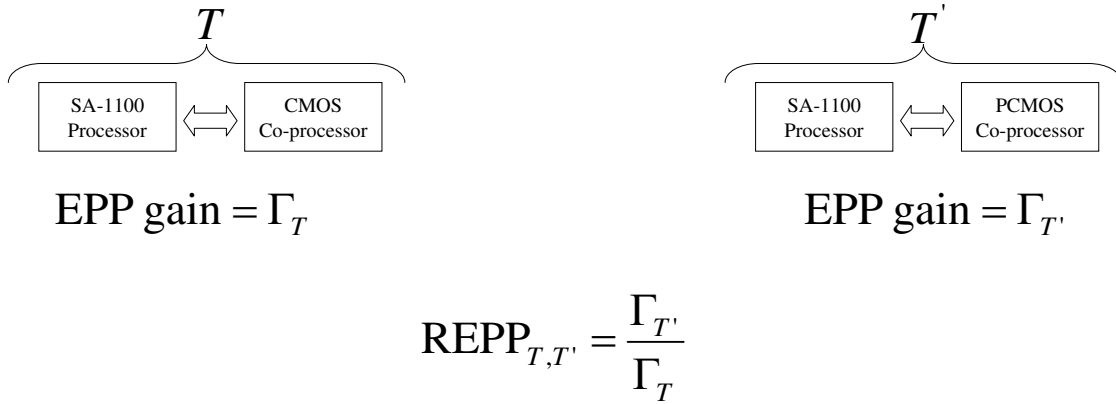 T
T'
SA-1100
Processor
CMOS
Co-processor
SA-1100
Processor
PCMOS
Co-processor
EPP gain = Γ_T
EPP gain = Γ_T'
REPP_T,T' = Γ_T' / Γ_T